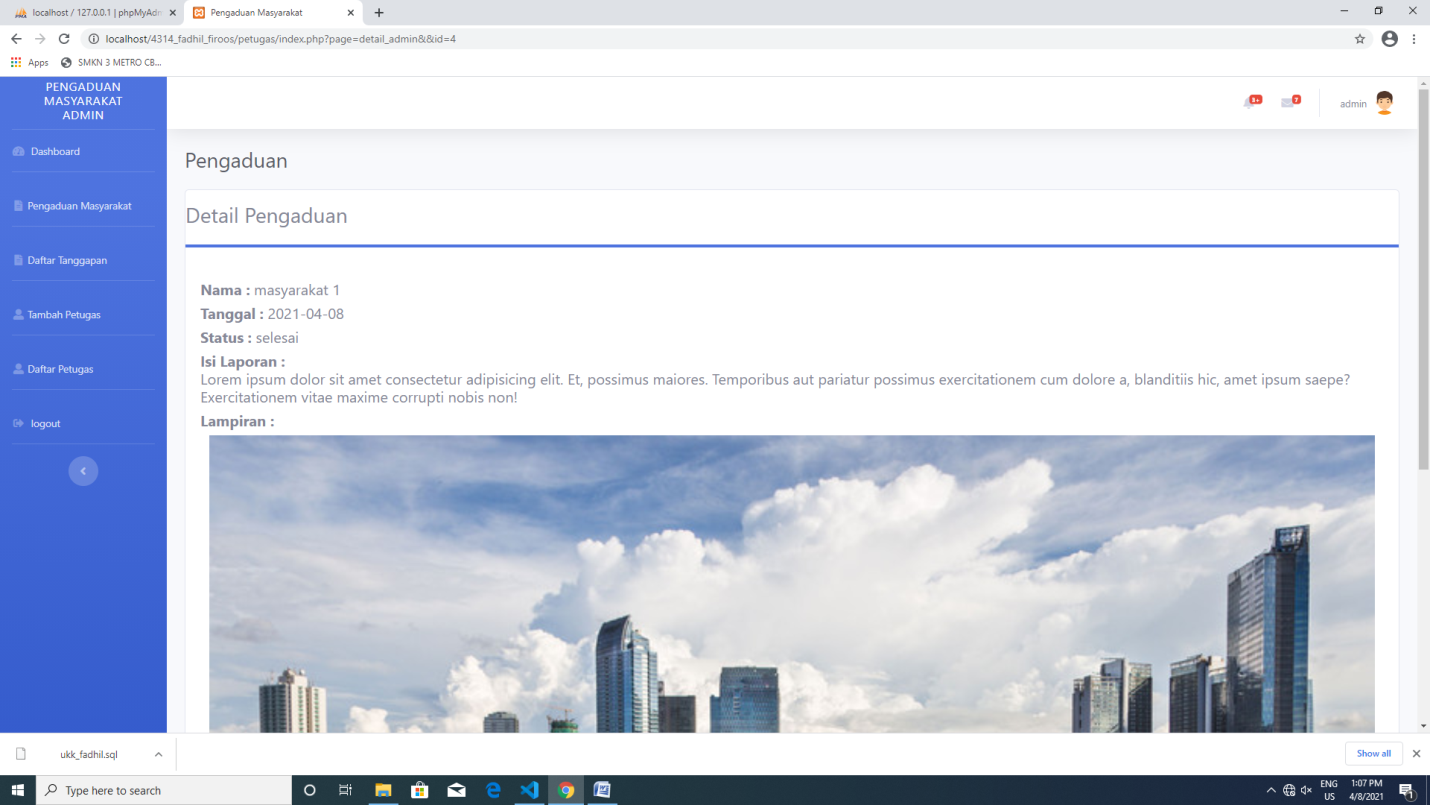 localhost / 127.0.0.1 | phpMyAdm
Pengaduan Masyarakat
localhost/4314_fadhil_firoos/petugas/index.php?page=detail_admin&&id=4
Apps
SMKN 3 METRO CB...
PENGADUAN
MASYARAKAT
ADMIN
Dashboard
Pengaduan Masyarakat
Daftar Tanggapan
Tambah Petugas
Daftar Petugas
logout
7
admin
Pengaduan
Detail Pengaduan
Nama : masyarakat 1
Tanggal : 2021-04-08
Status : selesai
Isi Laporan :
Lorem ipsum dolor sit amet consectetur adipisicing elit. Et, possimus maiores. Temporibus aut pariatur possimus exercitationem cum dolore a, blanditiis hic, amet ipsum saepe?
Exercitationem vitae maxime corrupti nobis non!
Lampiran :
ukk_fadhil.sql
Show all
Type here to search
ENG
US
1:07 PM
4/8/2021
1